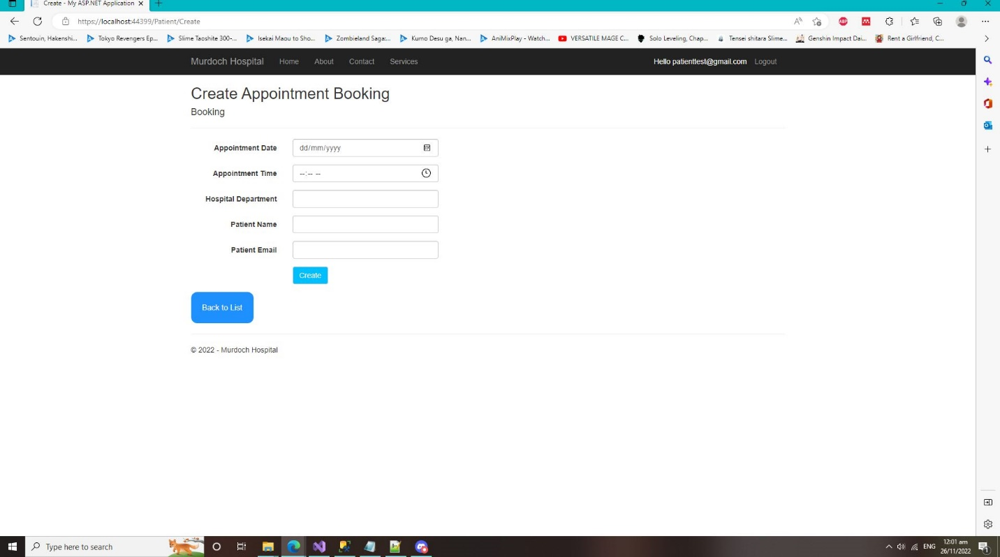 Create - My ASP.NET Application
https://localhost:44399/Patient/Create
Sentouin, Hakenshi... Tokyo Revengers Ep... Slime Taoshite 300-... Isekai Maou to Sho... Zombieland Saga:... Kumo Desu ga, Nan... AniMixPlay - Watch... VERSATILE MAGE C... Solo Leveling, Chap... Tensei shitara Slime... Genshin Impact Dai... Rent a Girlfriend, C...
Murdoch Hospital Home About Contact Services Hello patienttest@gmail.com Logout
Create Appointment Booking
Booking
Appointment Date dd/mm/yyyy
Appointment Time --:-- --
Hospital Department
Patient Name
Patient Email
Create
Back to List
© 2022 - Murdoch Hospital
Type here to search
ENG
12:01 am
26/11/2022
1
ABP